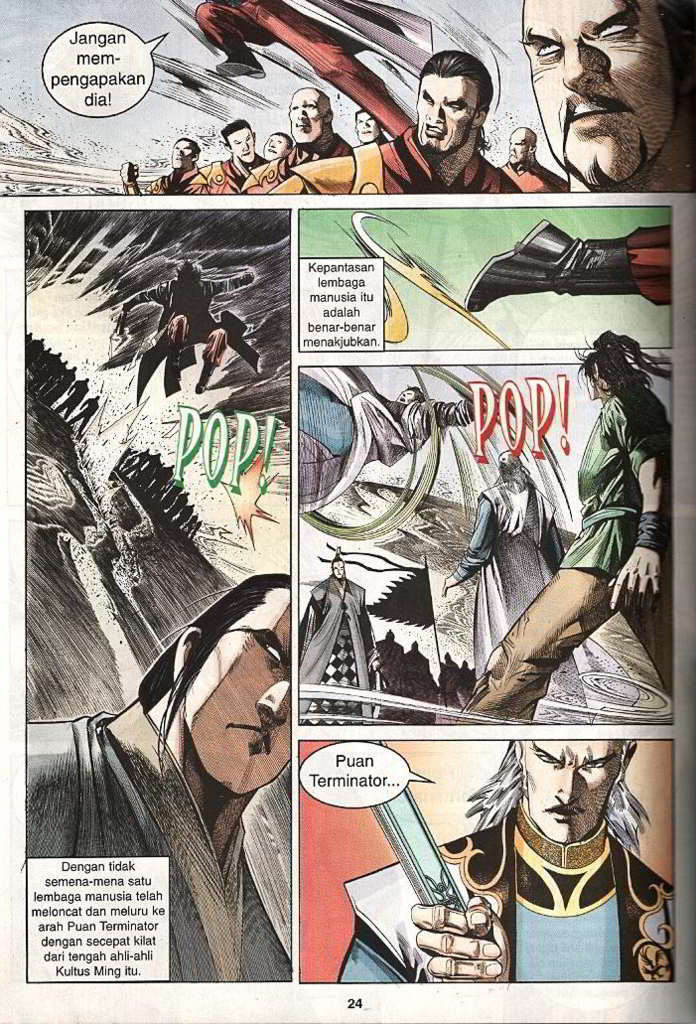 Jangan
mem-
pengapakan
dia!
Dengan tidak
semena-mena satu
lembaga manusia telah
meloncat dan meluru ke
arah Puan Terminator
dengan secepat kilat
dari tengah ahli-ahli
Kultus Ming itu.
POP!
Kepantasan
lembaga
manusia itu
adalah
benar-benar
menakjubkan.
POP!
Puan
Terminator...
24